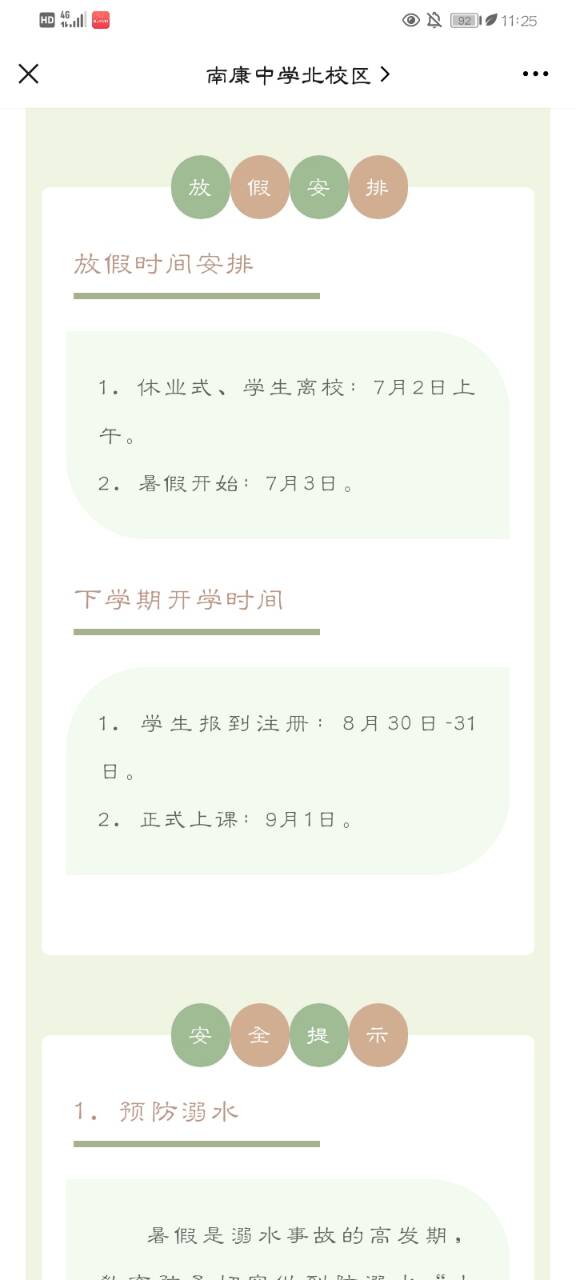 HD 4G 92 11:25
南康中学北校区
放假安排
放假时间安排
1. 休业式、学生离校：7月2日上
午。
2. 暑假开始：7月3日。
下学期开学时间
1. 学生报到注册：8月30日-31
日。
2. 正式上课：9月1日。
安全提示
1. 预防溺水
暑假是溺水事故的高发期，